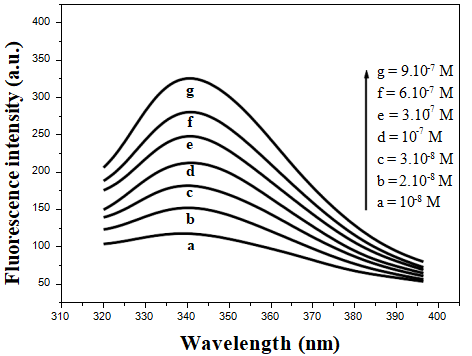 Fluorescence intensity (a.u.)
400
350
300
250
200
150
100
50
g
f
e
d
c
b
a
g = 9.10⁻⁷ M
f = 6.10⁻⁷ M
e = 3.10⁻⁷ M
d = 10⁻⁷ M
c = 3.10⁻⁸ M
b = 2.10⁻⁸ M
a = 10⁻⁸ M
310 320 330 340 350 360 370 380 390 400
Wavelength (nm)